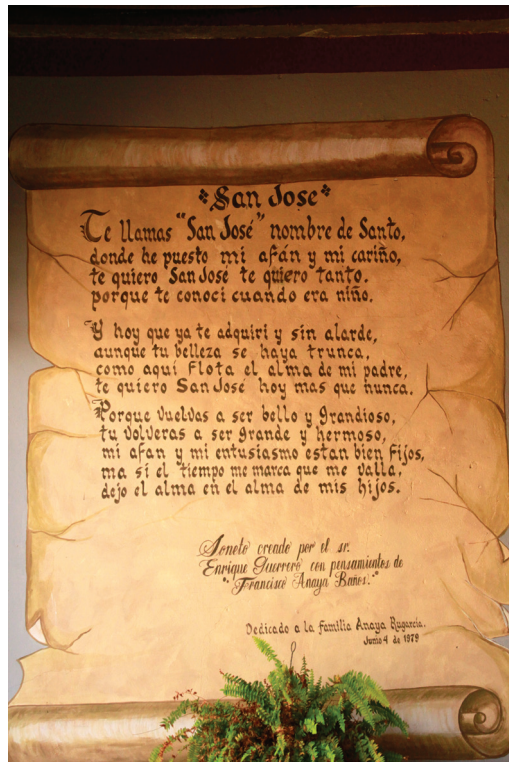 San Jose
Te llamas "San José" nombre de Santo,
donde he puesto mi afán y mi cariño,
te quiero San José te quiero tanto.
porque te conoci cuando era niño.
Y hoy que ya te adquiri y sin alarde,
aunque tu belleza se haya trunca,
como aquí flota el alma de mi padre,
te quiero San José hoy mas que nunca.
Porque vuelvas a ser bello y grandioso,
tu volveras a ser grande y hermoso,
mi afan y mi entusiasmo estan bien fijos,
ma si el tiempo me marca que me valla,
dejo el alma en el alma de mis hijos.
Soneto creado por el sr.
Enrique Guerrero con pensamientos de
"Francisco Anaya Baños."
Dedicado a la familia Anaya Rugarcia.
Junio 4 de 1979